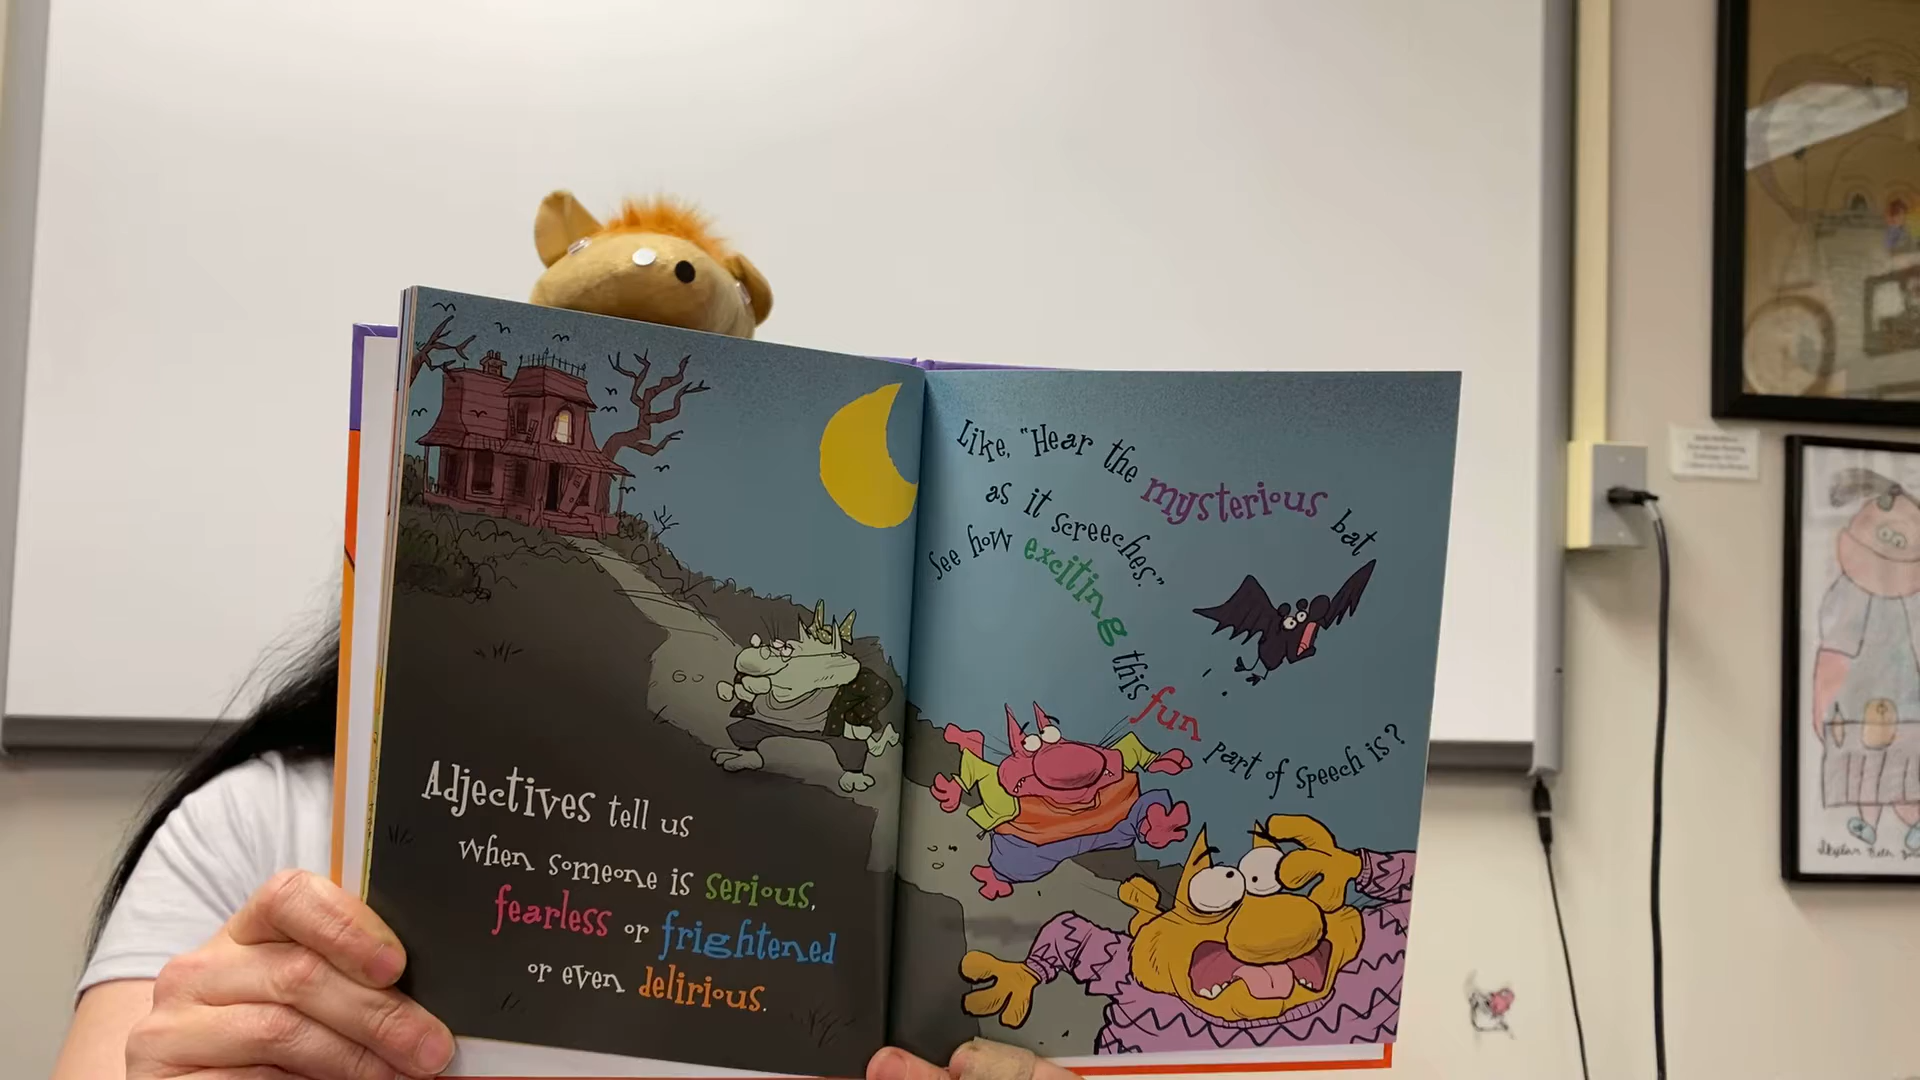 Adjectives tell us
when someone is serious,
fearless or frightened
or even delirious.
Like, "Hear the mysterious bat
as it screeches."
See how exciting this fun part of speech is?